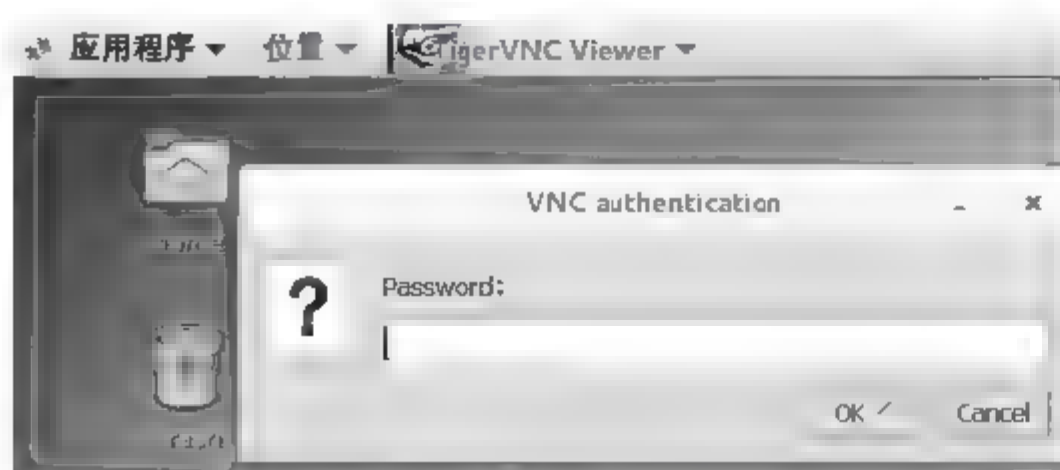 应用程序 位置 TigerVNC Viewer
VNC authentication
Password:
OK Cancel